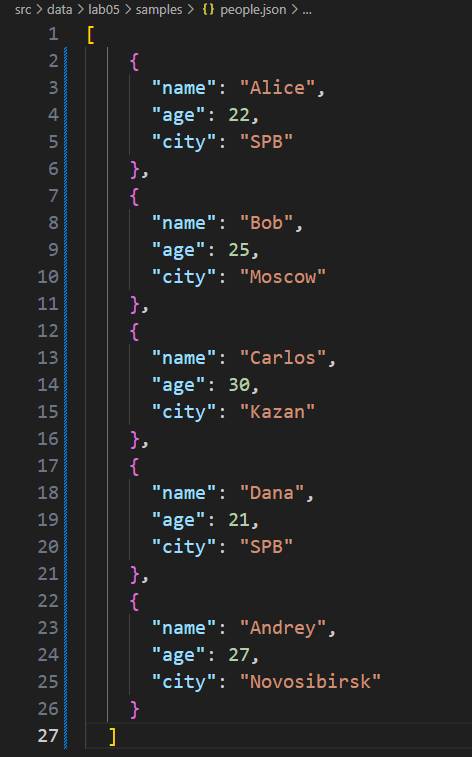 src > data > lab05 > samples > {} people.json > ...
1 [
2 {
3 "name": "Alice",
4 "age": 22,
5 "city": "SPB"
6 },
7 {
8 "name": "Bob",
9 "age": 25,
10 "city": "Moscow"
11 },
12 {
13 "name": "Carlos",
14 "age": 30,
15 "city": "Kazan"
16 },
17 {
18 "name": "Dana",
19 "age": 21,
20 "city": "SPB"
21 },
22 {
23 "name": "Andrey",
24 "age": 27,
25 "city": "Novosibirsk"
26 }
27 ]